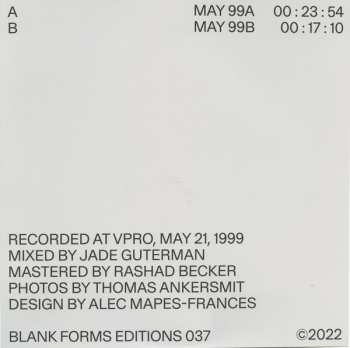 A MAY 99A 00:23:54
B MAY 99B 00:17:10
RECORDED AT VPRO, MAY 21, 1999
MIXED BY JADE GUTERMAN
MASTERED BY RASHAD BECKER
PHOTOS BY THOMAS ANKERSMIT
DESIGN BY ALEC MAPES-FRANCES
BLANK FORMS EDITIONS 037 ©2022